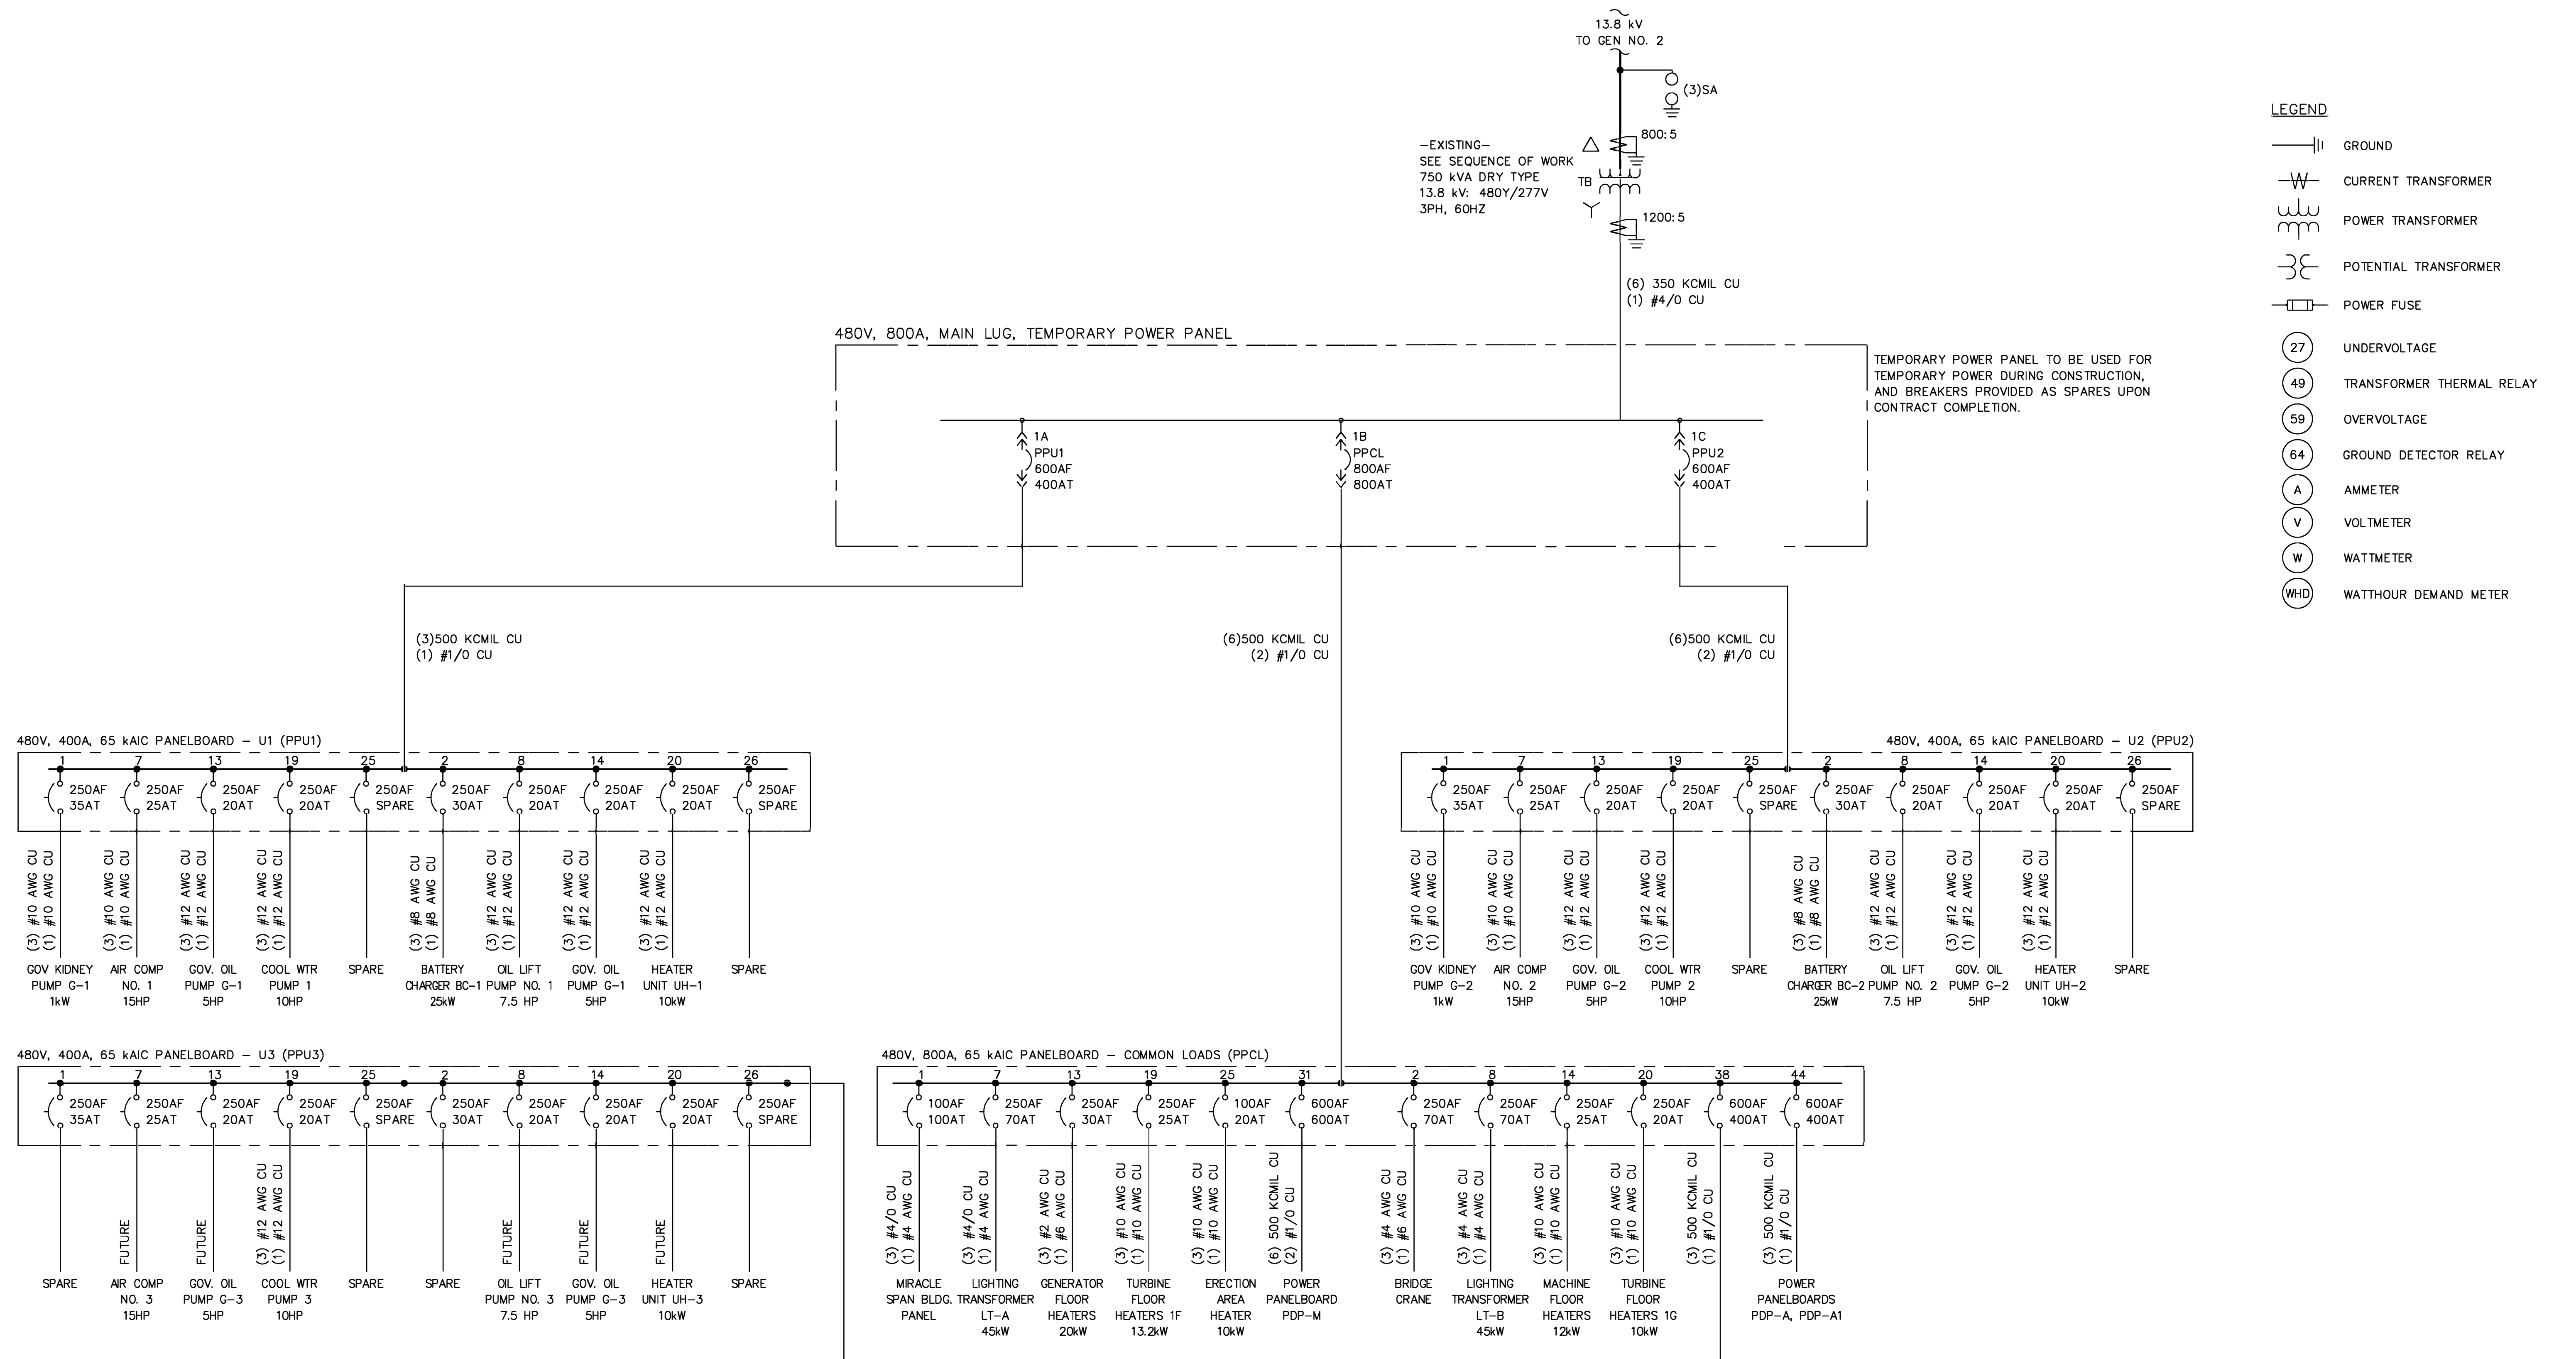 13.8 kV
TO GEN NO. 2
(3)SA
800:5
-EXISTING-
SEE SEQUENCE OF WORK
750 kVA DRY TYPE
13.8 kV: 480Y/277V
3PH, 60HZ
TB
1200:5
(6) 350 KCMIL CU
(1) #4/0 CU
LEGEND
GROUND
CURRENT TRANSFORMER
POWER TRANSFORMER
POTENTIAL TRANSFORMER
POWER FUSE
27 UNDERVOLTAGE
49 TRANSFORMER THERMAL RELAY
59 OVERVOLTAGE
64 GROUND DETECTOR RELAY
A AMMETER
V VOLTMETER
W WATTMETER
WHD WATTHOUR DEMAND METER
480V, 800A, MAIN LUG, TEMPORARY POWER PANEL
TEMPORARY POWER PANEL TO BE USED FOR
TEMPORARY POWER DURING CONSTRUCTION,
AND BREAKERS PROVIDED AS SPARES UPON
CONTRACT COMPLETION.
1A
PPU1
600AF
400AT
1B
PPCL
800AF
800AT
1C
PPU2
600AF
400AT
(3)500 KCMIL CU
(1) #1/0 CU
(6)500 KCMIL CU
(2) #1/0 CU
(6)500 KCMIL CU
(2) #1/0 CU
480V, 400A, 65 kAIC PANELBOARD - U1 (PPU1)
1 7 13 19 25 2 8 14 20 26
250AF 250AF 250AF 250AF 250AF 250AF 250AF 250AF 250AF 250AF
35AT 25AT 20AT 20AT SPARE 30AT 20AT 20AT 20AT SPARE
(3) #10 AWG CU
(1) #10 AWG CU
(3) #10 AWG CU
(1) #10 AWG CU
(3) #12 AWG CU
(1) #12 AWG CU
(3) #12 AWG CU
(1) #12 AWG CU
(3) #8 AWG CU
(1) #8 AWG CU
(3) #12 AWG CU
(1) #12 AWG CU
(3) #12 AWG CU
(1) #12 AWG CU
(3) #12 AWG CU
(1) #12 AWG CU
GOV KIDNEY
PUMP G-1
1kW
AIR COMP
NO. 1
15HP
GOV. OIL
PUMP G-1
5HP
COOL WTR
PUMP 1
10HP
SPARE
BATTERY
CHARGER BC-1
25kW
OIL LIFT
PUMP NO. 1
7.5 HP
GOV. OIL
PUMP G-1
5HP
HEATER
UNIT UH-1
10kW
SPARE
480V, 400A, 65 kAIC PANELBOARD - U2 (PPU2)
1 7 13 19 25 2 8 14 20 26
250AF 250AF 250AF 250AF 250AF 250AF 250AF 250AF 250AF 250AF
35AT 25AT 20AT 20AT SPARE 30AT 20AT 20AT 20AT SPARE
(3) #10 AWG CU
(1) #10 AWG CU
(3) #10 AWG CU
(1) #10 AWG CU
(3) #12 AWG CU
(1) #12 AWG CU
(3) #12 AWG CU
(1) #12 AWG CU
(3) #8 AWG CU
(1) #8 AWG CU
(3) #12 AWG CU
(1) #12 AWG CU
(3) #12 AWG CU
(1) #12 AWG CU
(3) #12 AWG CU
(1) #12 AWG CU
GOV KIDNEY
PUMP G-2
1kW
AIR COMP
NO. 2
15HP
GOV. OIL
PUMP G-2
5HP
COOL WTR
PUMP 2
10HP
SPARE
BATTERY
CHARGER BC-2
25kW
OIL LIFT
PUMP NO. 2
7.5 HP
GOV. OIL
PUMP G-2
5HP
HEATER
UNIT UH-2
10kW
SPARE
480V, 400A, 65 kAIC PANELBOARD - U3 (PPU3)
1 7 13 19 25 2 8 14 20 26
250AF 250AF 250AF 250AF 250AF 250AF 250AF 250AF 250AF 250AF
35AT 25AT 20AT 20AT SPARE 30AT 20AT 20AT 20AT SPARE
FUTURE
FUTURE
(3) #12 AWG CU
(1) #12 AWG CU
FUTURE
FUTURE
FUTURE
SPARE
AIR COMP
NO. 3
15HP
GOV. OIL
PUMP G-3
5HP
COOL WTR
PUMP 3
10HP
SPARE
SPARE
OIL LIFT
PUMP NO. 3
7.5 HP
GOV. OIL
PUMP G-3
5HP
HEATER
UNIT UH-3
10kW
SPARE
480V, 800A, 65 kAIC PANELBOARD - COMMON LOADS (PPCL)
1 7 13 19 25 31 2 8 14 20 38 44
100AF 250AF 250AF 250AF 100AF 600AF 250AF 250AF 250AF 250AF 600AF 600AF
100AT 70AT 30AT 25AT 20AT 600AT 70AT 70AT 25AT 20AT 400AT 400AT
(3) #4/0 CU
(1) #4 AWG CU
(3) #4/0 CU
(1) #4 AWG CU
(3) #2 AWG CU
(1) #6 AWG CU
(3) #10 AWG CU
(1) #10 AWG CU
(3) #10 AWG CU
(1) #10 AWG CU
(6) 500 KCMIL CU
(2) #1/0 CU
(3) #4 AWG CU
(1) #6 AWG CU
(3) #4 AWG CU
(1) #4 AWG CU
(3) #10 AWG CU
(1) #10 AWG CU
(3) #10 AWG CU
(1) #10 AWG CU
(3) 500 KCMIL CU
(1) #1/0 CU
(3) 500 KCMIL CU
(1) #1/0 CU
MIRACLE
SPAN BLDG.
PANEL
LIGHTING
TRANSFORMER
LT-A
45kW
GENERATOR
FLOOR
HEATERS
20kW
TURBINE
FLOOR
HEATERS 1F
13.2kW
ERECTION
AREA
HEATER
10kW
POWER
PANELBOARD
PDP-M
BRIDGE
CRANE
LIGHTING
TRANSFORMER
LT-B
45kW
MACHINE
FLOOR
HEATERS
12kW
TURBINE
FLOOR
HEATERS 1G
10kW
POWER
PANELBOARDS
PDP-A, PDP-A1